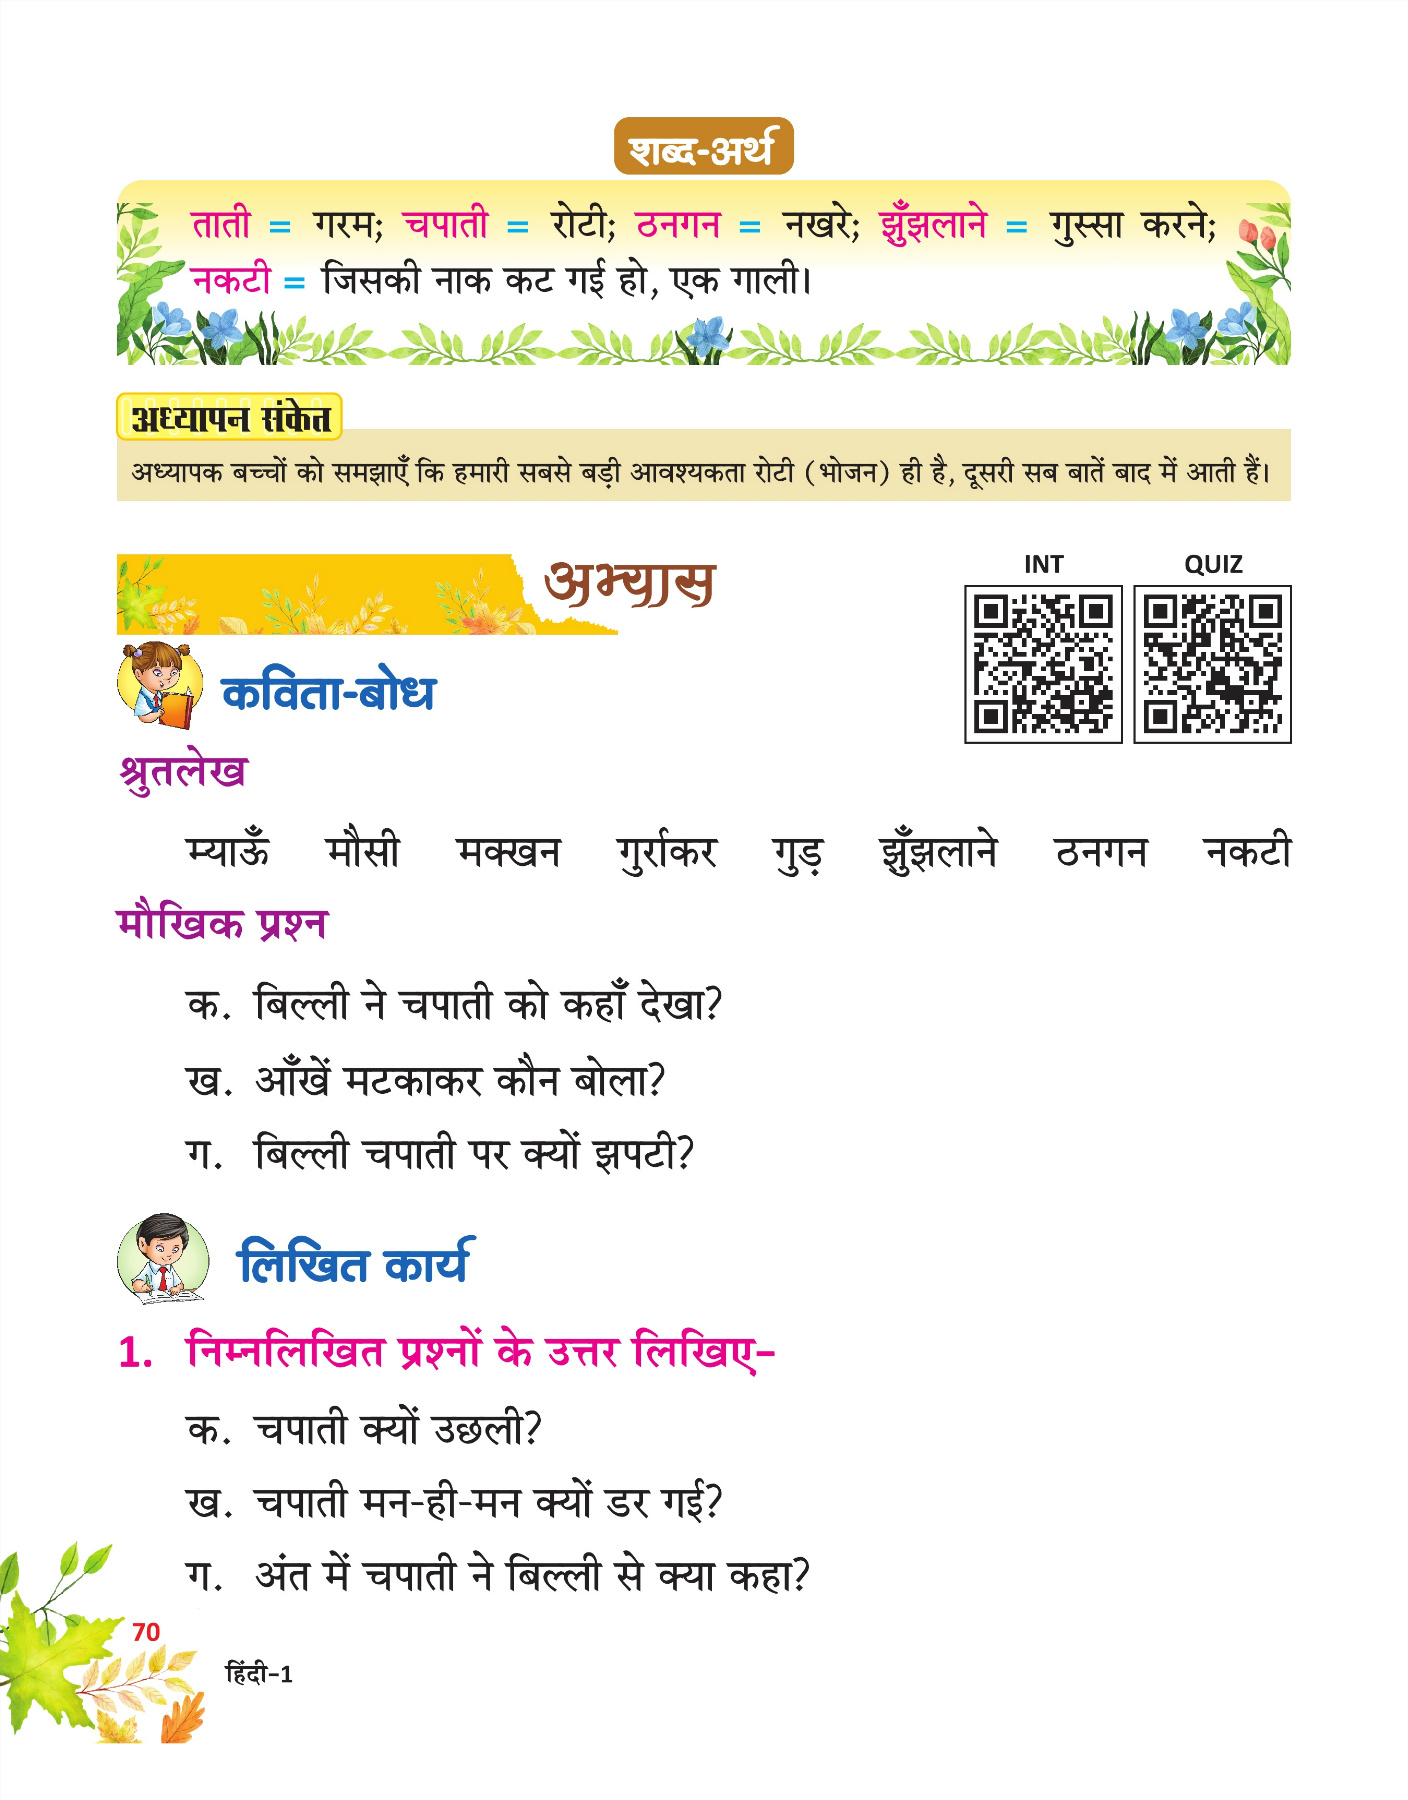 शब्द-अर्थ
ताती = गरम; चपाती = रोटी; ठनगन = नखरे; झुँझलाने = गुस्सा करने;
नकटी = जिसकी नाक कट गई हो, एक गाली।
अध्यापन संकेत
अध्यापक बच्चों को समझाएँ कि हमारी सबसे बड़ी आवश्यकता रोटी (भोजन) ही है, दूसरी सब बातें बाद में आती हैं।
अभ्यास
INT QUIZ
कविता-बोध
श्रुतलेख
म्याऊँ मौसी मक्खन गुर्राकर गुड़ झुँझलाने ठनगन नकटी
मौखिक प्रश्न
क. बिल्ली ने चपाती को कहाँ देखा?
ख. आँखें मटकाकर कौन बोला?
ग. बिल्ली चपाती पर क्यों झपटी?
लिखित कार्य
1. निम्नलिखित प्रश्नों के उत्तर लिखिए–
क. चपाती क्यों उछली?
ख. चपाती मन-ही-मन क्यों डर गई?
ग. अंत में चपाती ने बिल्ली से क्या कहा?
70
हिंदी–1